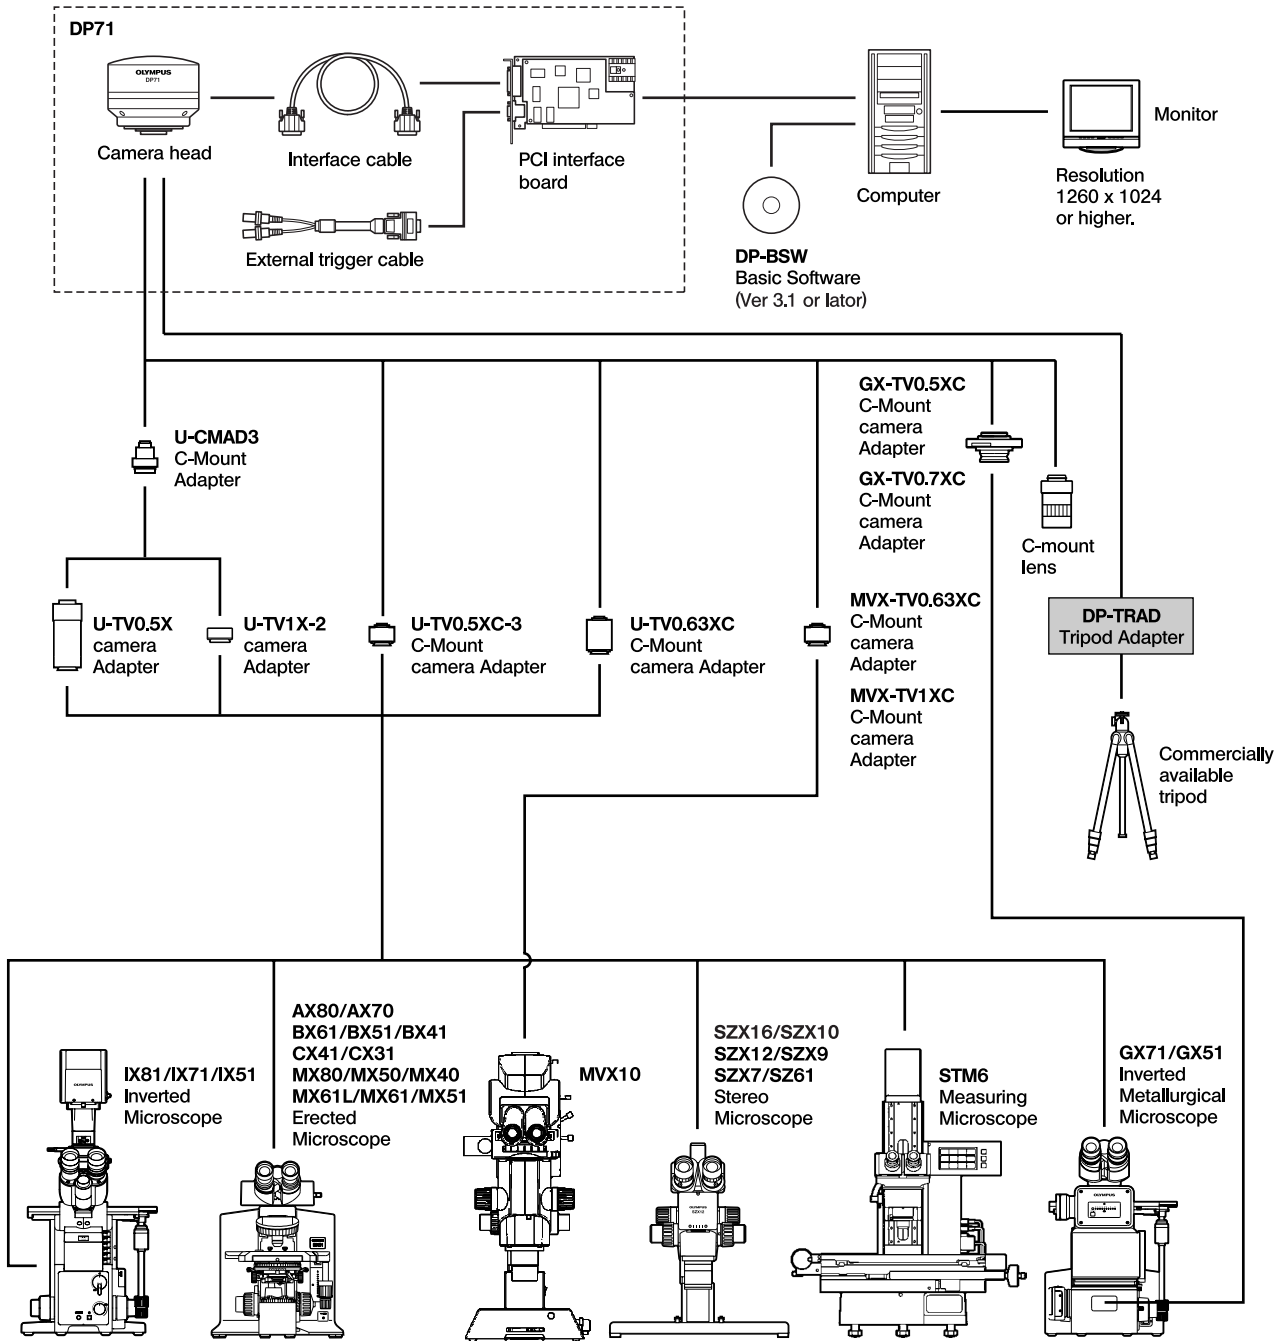 DP71
OLYMPUS
DP71
Camera head
Interface cable
PCI interface
board
External trigger cable
Computer
Monitor
Resolution
1260 x 1024
or higher.
DP-BSW
Basic Software
(Ver 3.1 or lator)
U-CMAD3
C-Mount
Adapter
GX-TV0.5XC
C-Mount
camera
Adapter
GX-TV0.7XC
C-Mount
camera
Adapter
C-mount
lens
U-TV0.5X
camera
Adapter
U-TV1X-2
camera
Adapter
U-TV0.5XC-3
C-Mount
camera Adapter
U-TV0.63XC
C-Mount
camera Adapter
MVX-TV0.63XC
C-Mount
camera
Adapter
MVX-TV1XC
C-Mount
camera
Adapter
DP-TRAD
Tripod Adapter
Commercially
available
tripod
OLYMPUS
IX81/IX71/IX51
Inverted
Microscope
AX80/AX70
BX61/BX51/BX41
CX41/CX31
MX80/MX50/MX40
MX61L/MX61/MX51
Erected
Microscope
MVX10
SZX16/SZX10
SZX12/SZX9
SZX7/SZ61
Stereo
Microscope
OLYMPUS
SZX12
STM6
Measuring
Microscope
GX71/GX51
Inverted
Metallurgical
Microscope
OLYMPUS